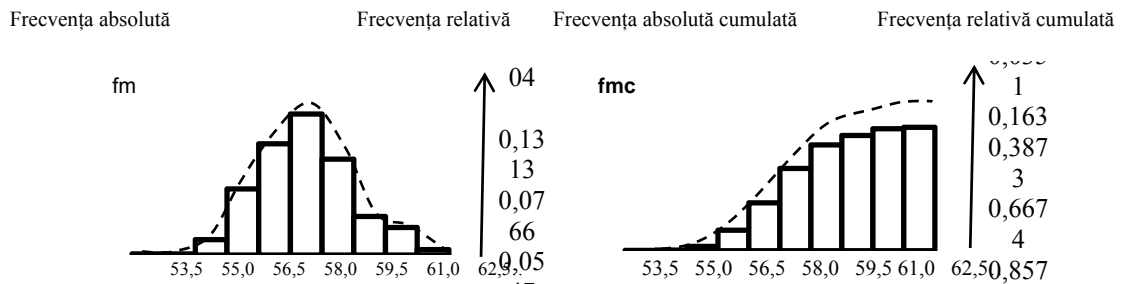 Frecvența absolută Frecvența relativă Frecvența absolută cumulată Frecvența relativă cumulată
fm
04
0,13
13
0,07
66
0,05
53,5 55,0 56,5 58,0 59,5 61,0 62,5
fmc
1
0,163
0,387
3
0,667
4
0,857
53,5 55,0 56,5 58,0 59,5 61,0 62,5